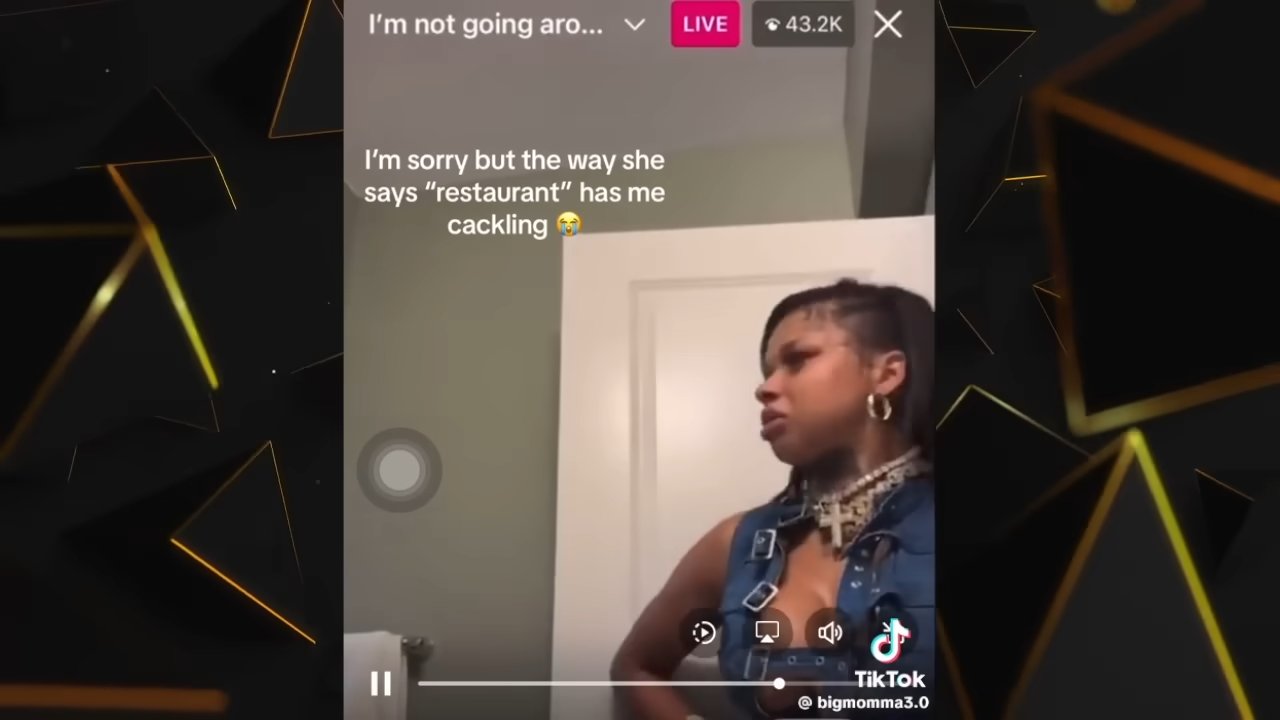 I'm not going aro...
LIVE
43.2K
I'm sorry but the way she
says “restaurant” has me
cackling 😭
TikTok
@ bigmomma3.0